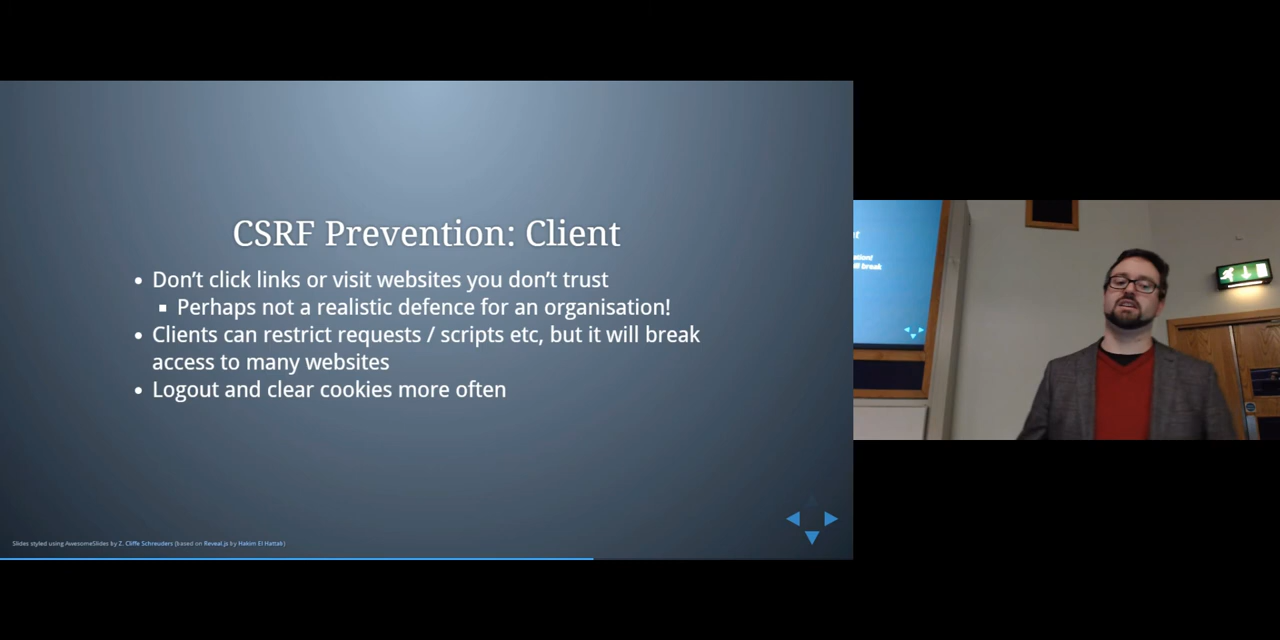 CSRF Prevention: Client
Don't click links or visit websites you don't trust
Perhaps not a realistic defence for an organisation!
Clients can restrict requests / scripts etc, but it will break
access to many websites
Logout and clear cookies more often
Slides styled using AwesomeSlides by Z. Cliffe Schreuders (based on Reveal.js by Hakim El Hattab)
ill break